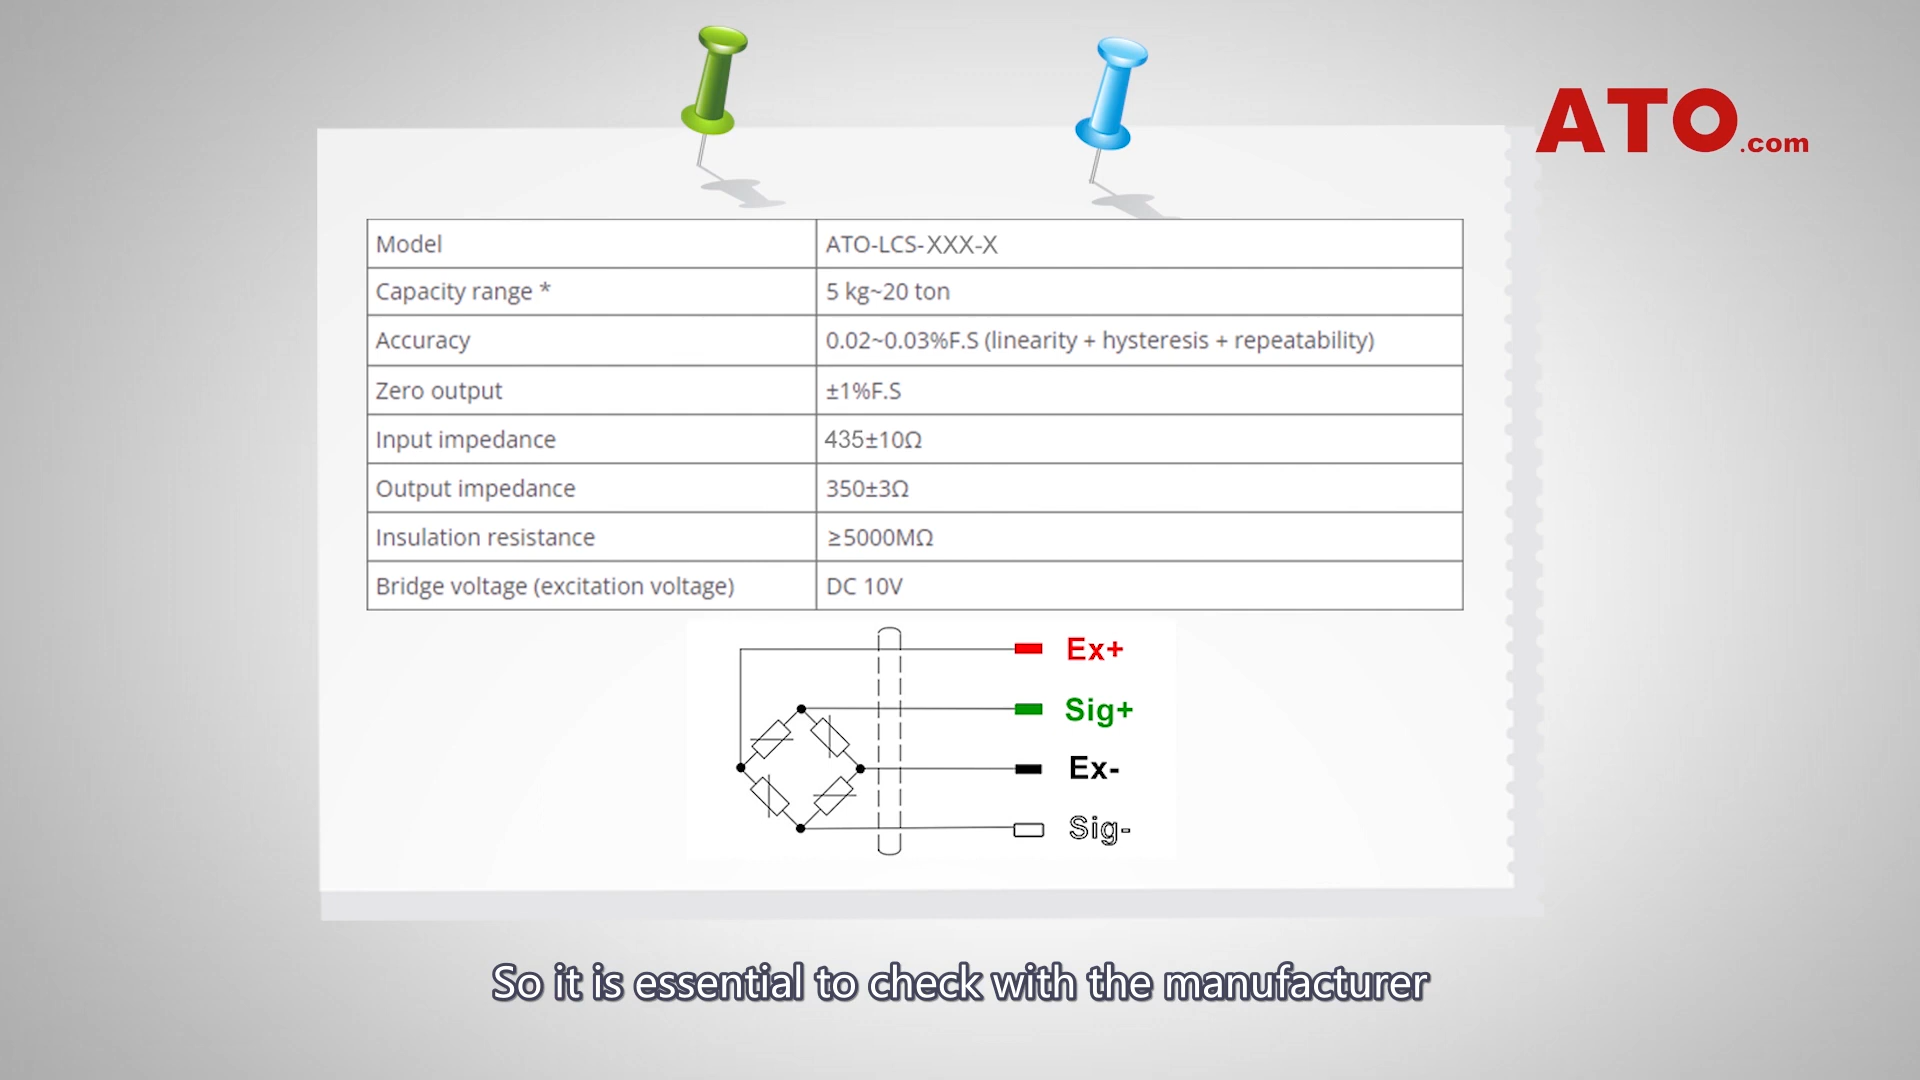 ATO.com
Model ATO-LCS-XXX-X
Capacity range * 5 kg~20 ton
Accuracy 0.02~0.03%F.S (linearity + hysteresis + repeatability)
Zero output ±1%F.S
Input impedance 435±10Ω
Output impedance 350±3Ω
Insulation resistance ≥5000MΩ
Bridge voltage (excitation voltage) DC 10V
Ex+
Sig+
Ex-
Sig-
So it is essential to check with the manufacturer